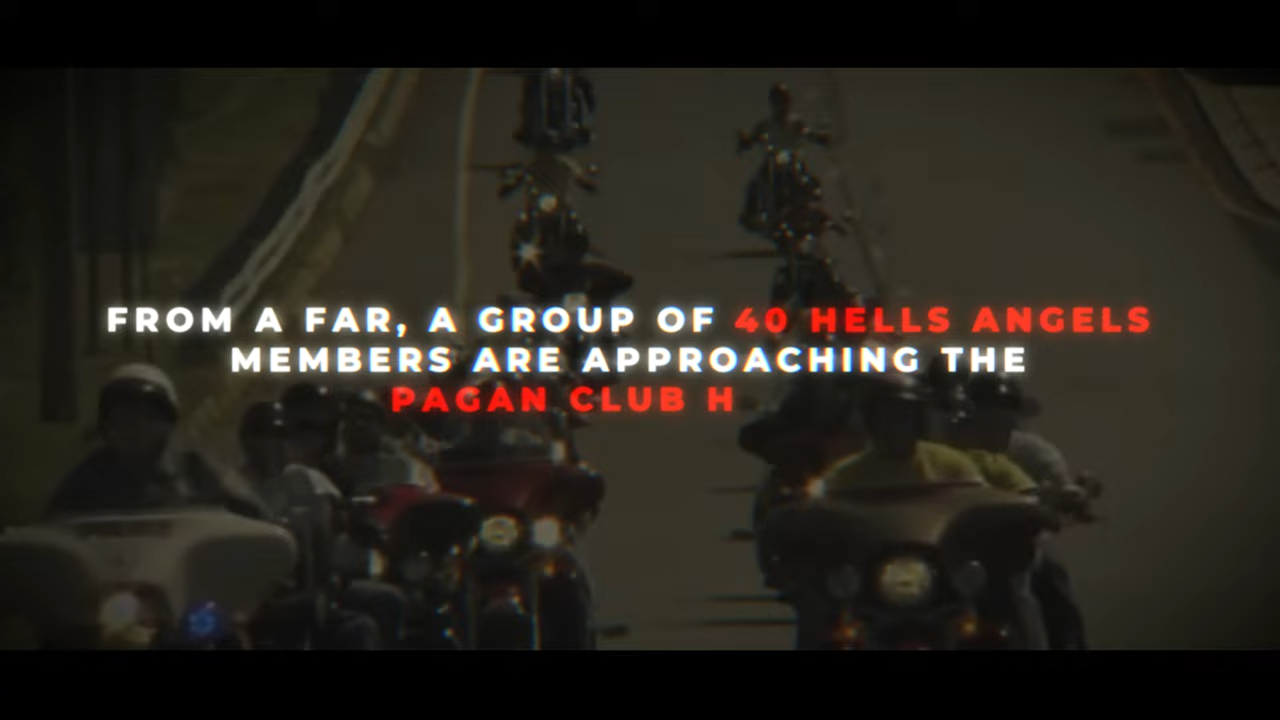 FROM A FAR, A GROUP OF 40 HELLS ANGELS
MEMBERS ARE APPROACHING THE
PAGAN CLUB H